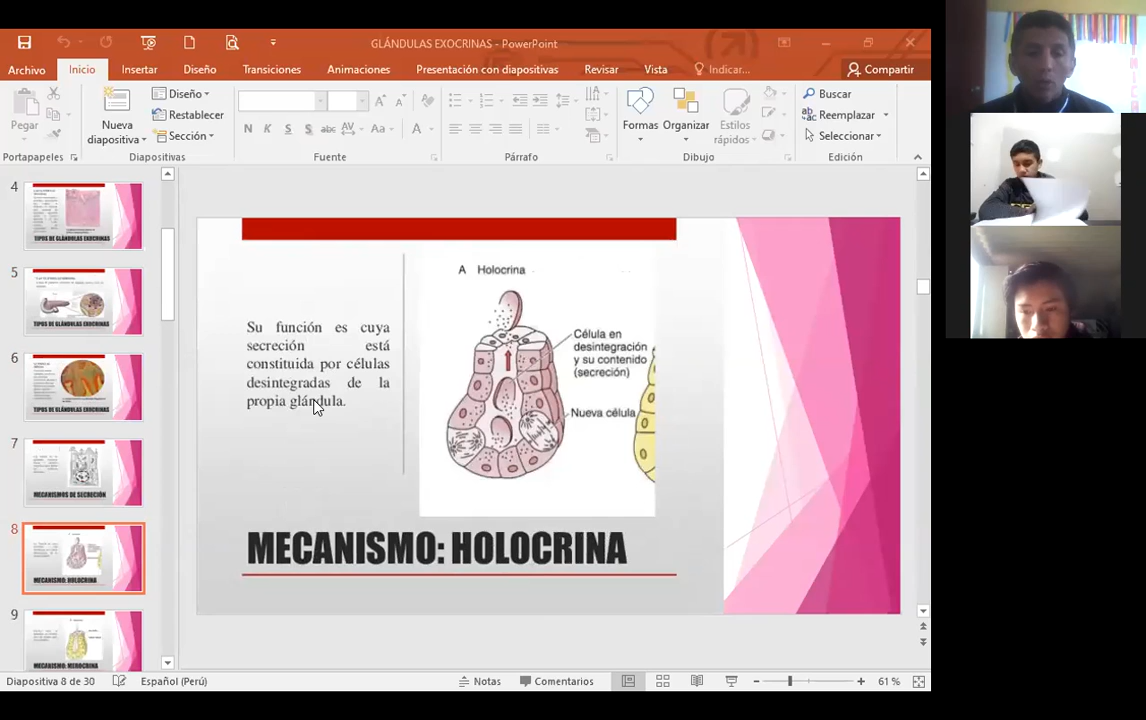 GLÁNDULAS EXOCRINAS - PowerPoint
Archivo Inicio Insertar Diseño Transiciones Animaciones Presentación con diapositivas Revisar Vista Indicar... Compartir
Pegar
Portapapeles
Nueva
diapositiva
Diseño
Restablecer
Sección
Diapositivas
N K S S abc AV Aa A
Fuente
Párrafo
Formas
Organizar
Estilos
rápidos
Dibujo
Buscar
Reemplazar
Seleccionar
Edición
4
TIPOS DE GLÁNDULAS EXOCRINAS
5
TIPOS DE GLÁNDULAS EXOCRINAS
6
TIPOS DE GLÁNDULAS EXOCRINAS
7
MECANISMOS DE SECRECIÓN
8
MECANISMO: HOLOCRINA
9
MECANISMO: MEROCRINA
Su función es cuya
secreción está
constituida por células
desintegradas de la
propia glándula.
A Holocrina
Célula en
desintegración
y su contenido
(secreción)
Nueva célula
MECANISMO: HOLOCRINA
Diapositiva 8 de 30 Español (Perú) Notas Comentarios 61 %